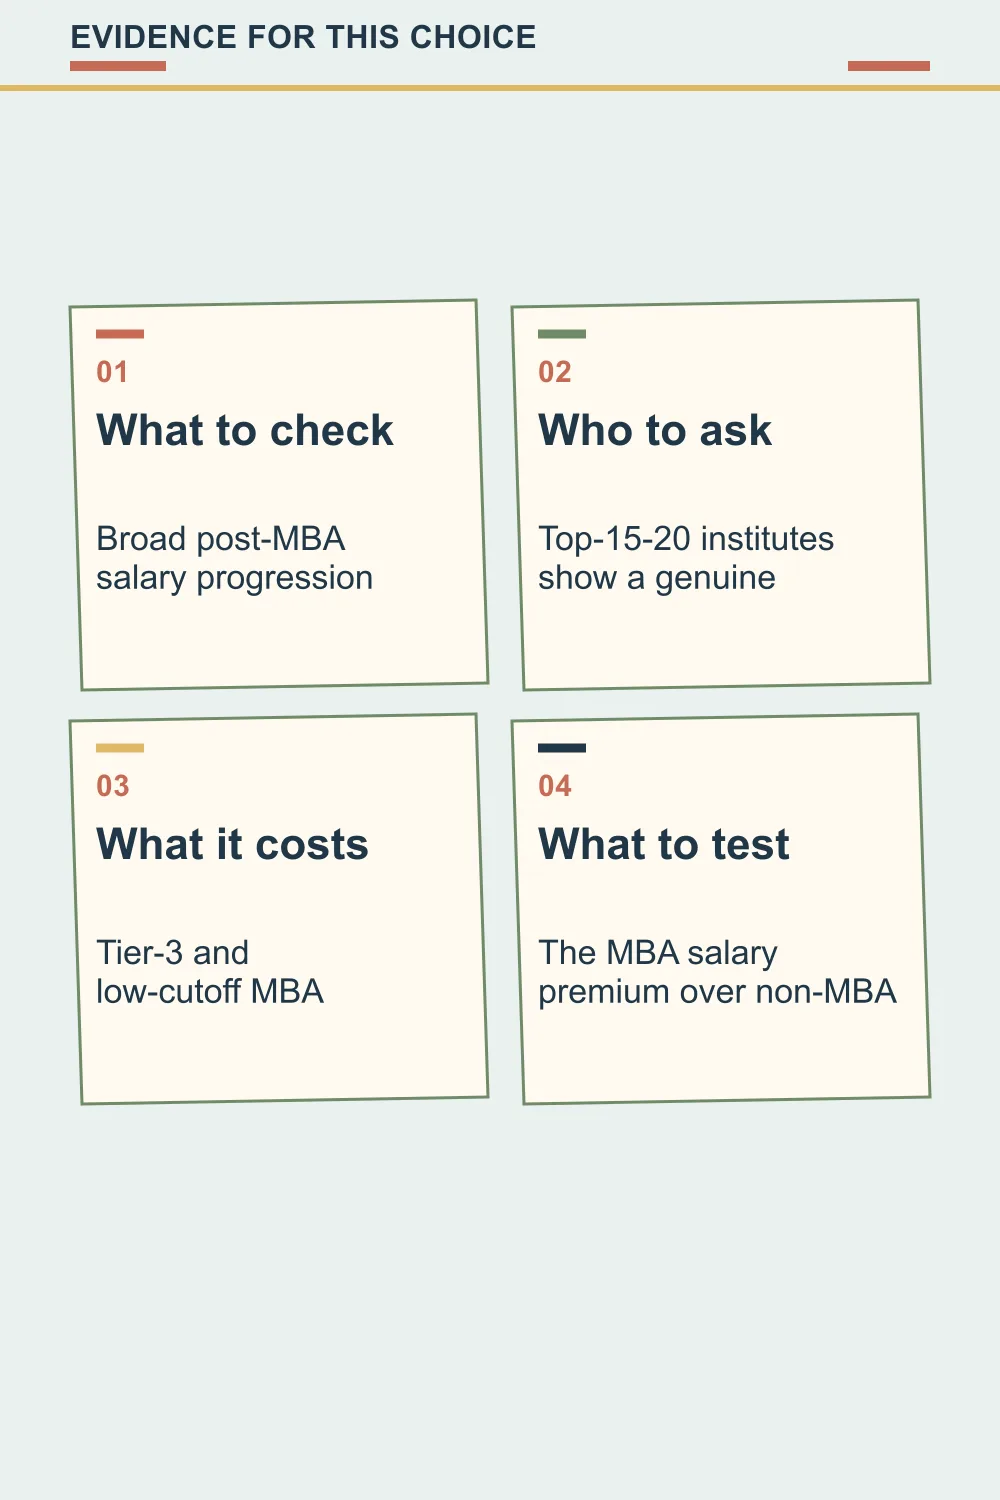 EVIDENCE FOR THIS CHOICE
01
What to check
Broad post-MBA
salary progression
02
Who to ask
Top-15-20 institutes
show a genuine
03
What it costs
Tier-3 and
low-cutoff MBA
04
What to test
The MBA salary
premium over non-MBA